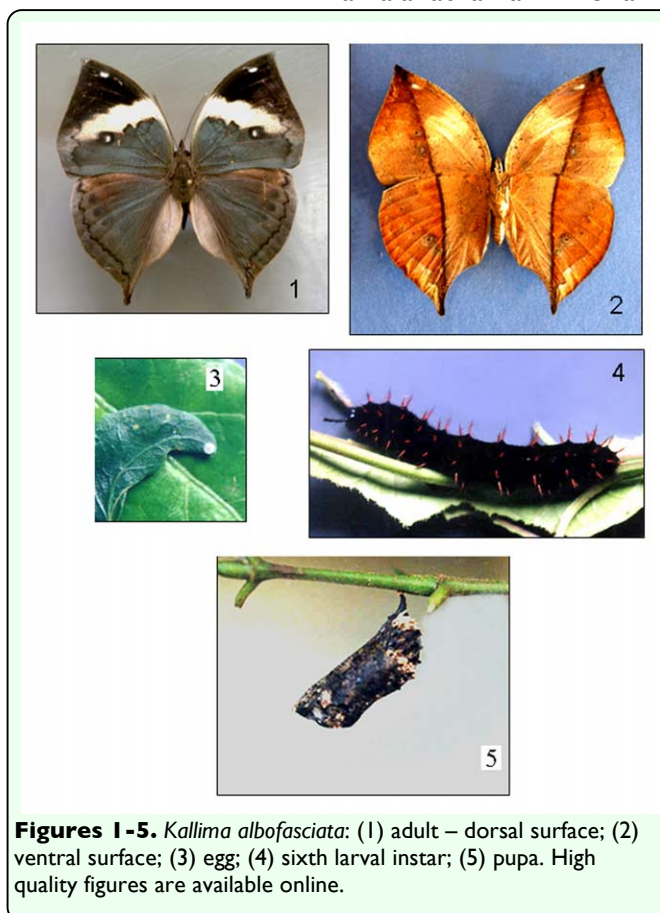 1
2
3
4
5
Figures 1-5. Kallima albofasciata: (1) adult – dorsal surface; (2)
ventral surface; (3) egg; (4) sixth larval instar; (5) pupa. High
quality figures are available online.